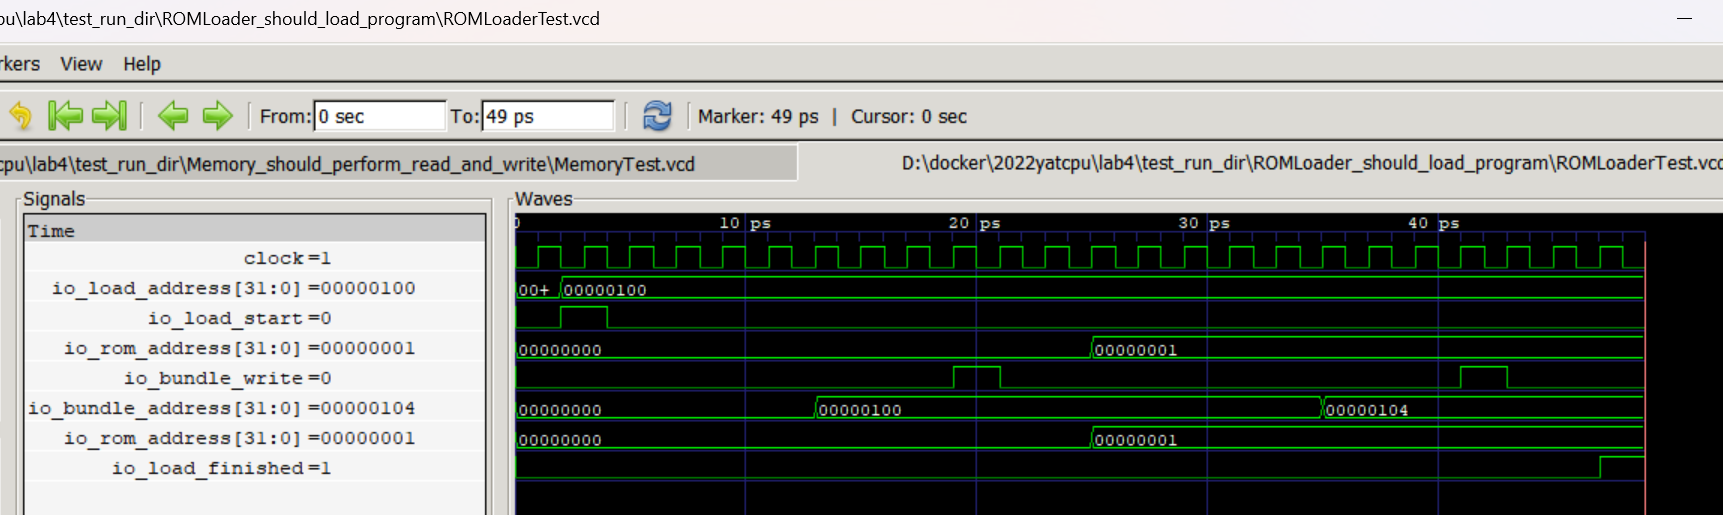 pu\lab4\test_run_dir\ROMLoader_should_load_program\ROMLoaderTest.vcd
rkers View Help
From: 0 sec To: 49 ps Marker: 49 ps | Cursor: 0 sec
cpu\lab4\test_run_dir\Memory_should_perform_read_and_write\MemoryTest.vcd D:\docker\2022yatcpu\lab4\test_run_dir\ROMLoader_should_load_program\ROMLoaderTest.vcd
Signals Waves
Time 0 10 ps 20 ps 30 ps 40 ps
clock=1
io_load_address[31:0]=00000100 00+ 00000100
io_load_start=0
io_rom_address[31:0]=00000001 00000000 00000001
io_bundle_write=0
io_bundle_address[31:0]=00000104 00000000 00000100 00000104
io_rom_address[31:0]=00000001 00000000 00000001
io_load_finished=1